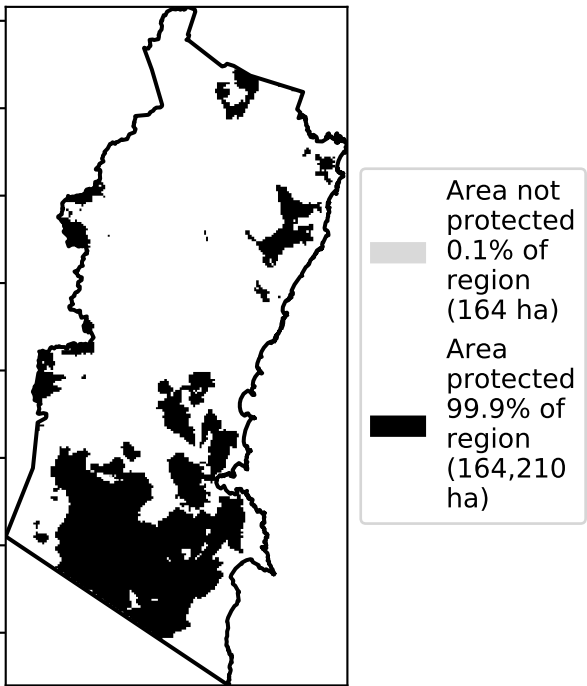 Area not
protected
0.1% of
region
(164 ha)
Area
protected
99.9% of
region
(164,210
ha)